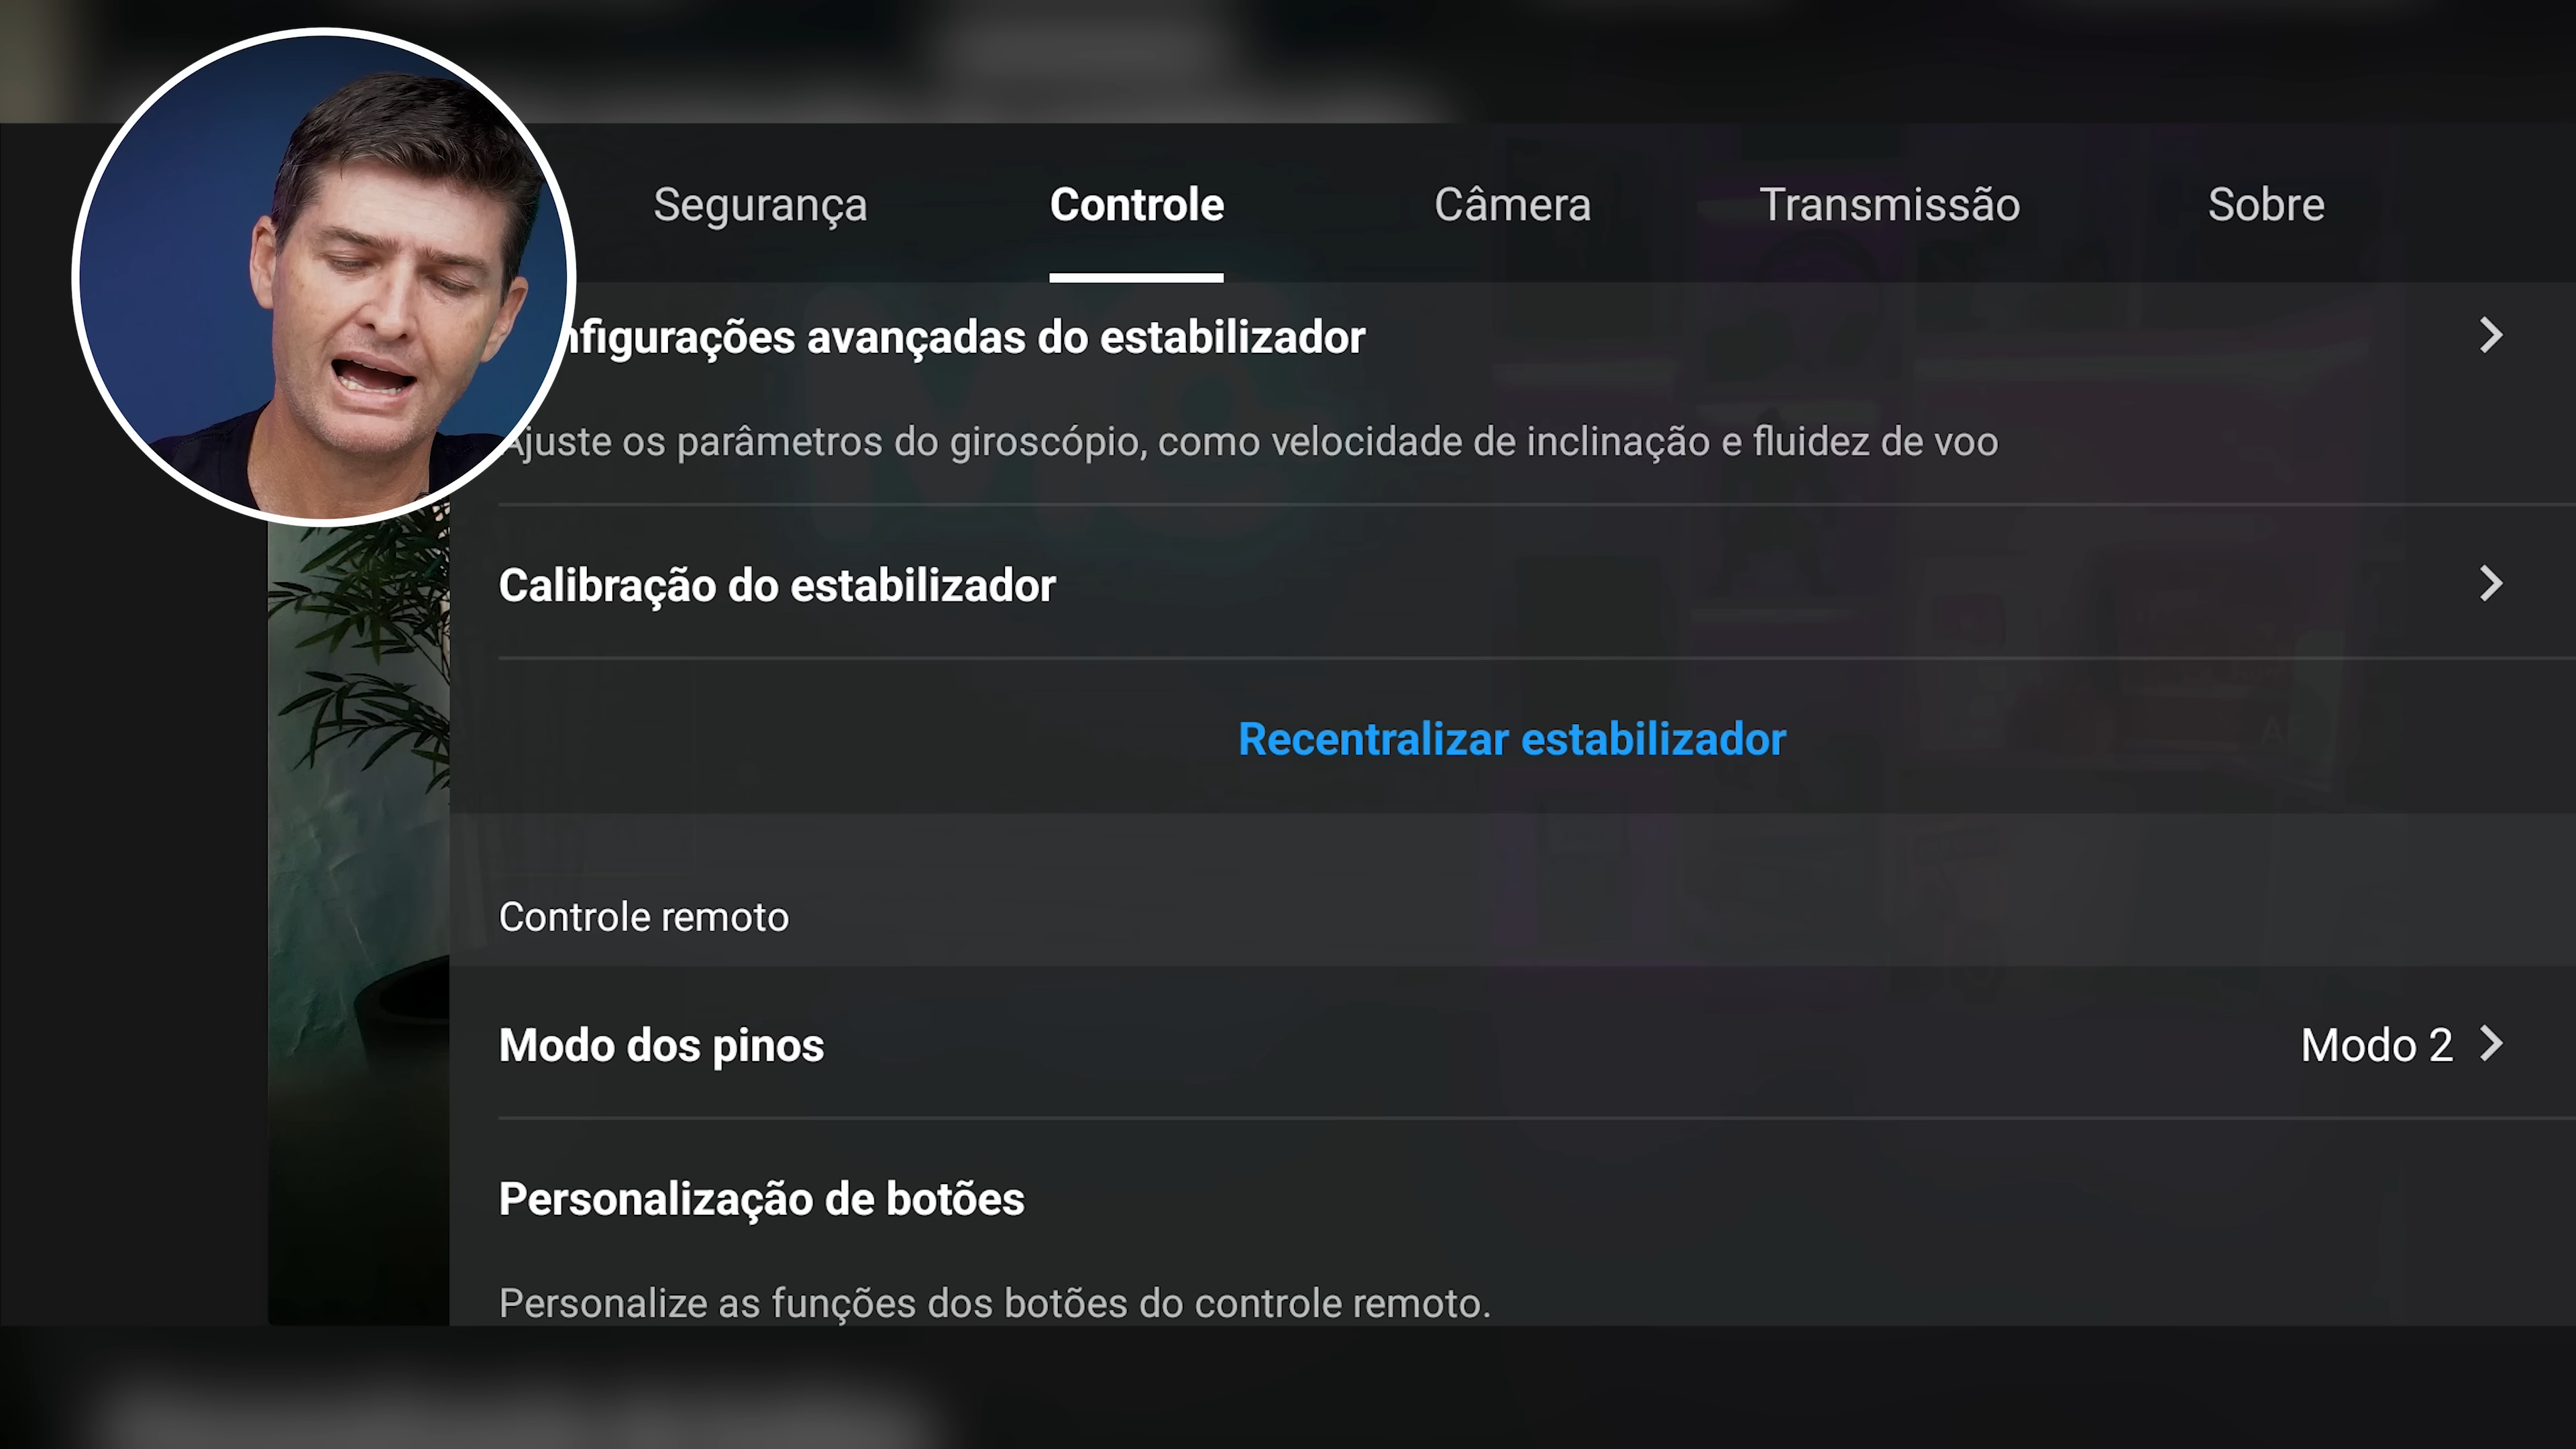 Segurança Controle Câmera Transmissão Sobre
nfigurações avançadas do estabilizador
Ajuste os parâmetros do giroscópio, como velocidade de inclinação e fluidez de voo
Calibração do estabilizador
Recentralizar estabilizador
Controle remoto
Modo dos pinos Modo 2
Personalização de botões
Personalize as funções dos botões do controle remoto.